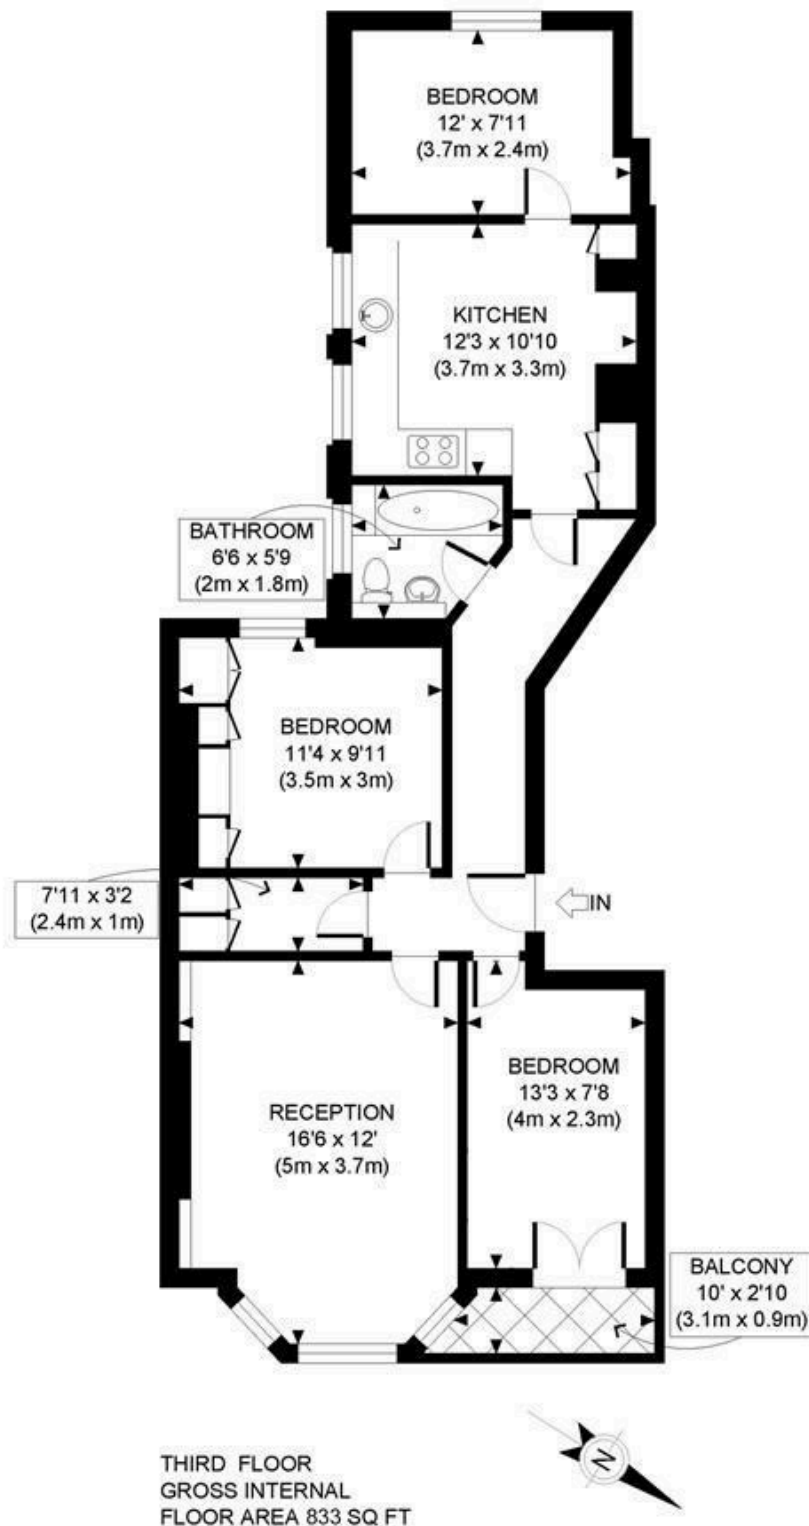 BEDROOM
12' x 7'11
(3.7m x 2.4m)
KITCHEN
12'3 x 10'10
(3.7m x 3.3m)
BATHROOM
6'6 x 5'9
(2m x 1.8m)
BEDROOM
11'4 x 9'11
(3.5m x 3m)
7'11 x 3'2
(2.4m x 1m)
IN
BEDROOM
13'3 x 7'8
(4m x 2.3m)
RECEPTION
16'6 x 12'
(5m x 3.7m)
BALCONY
10' x 2'10
(3.1m x 0.9m)
N
THIRD FLOOR
GROSS INTERNAL
FLOOR AREA 833 SQ FT